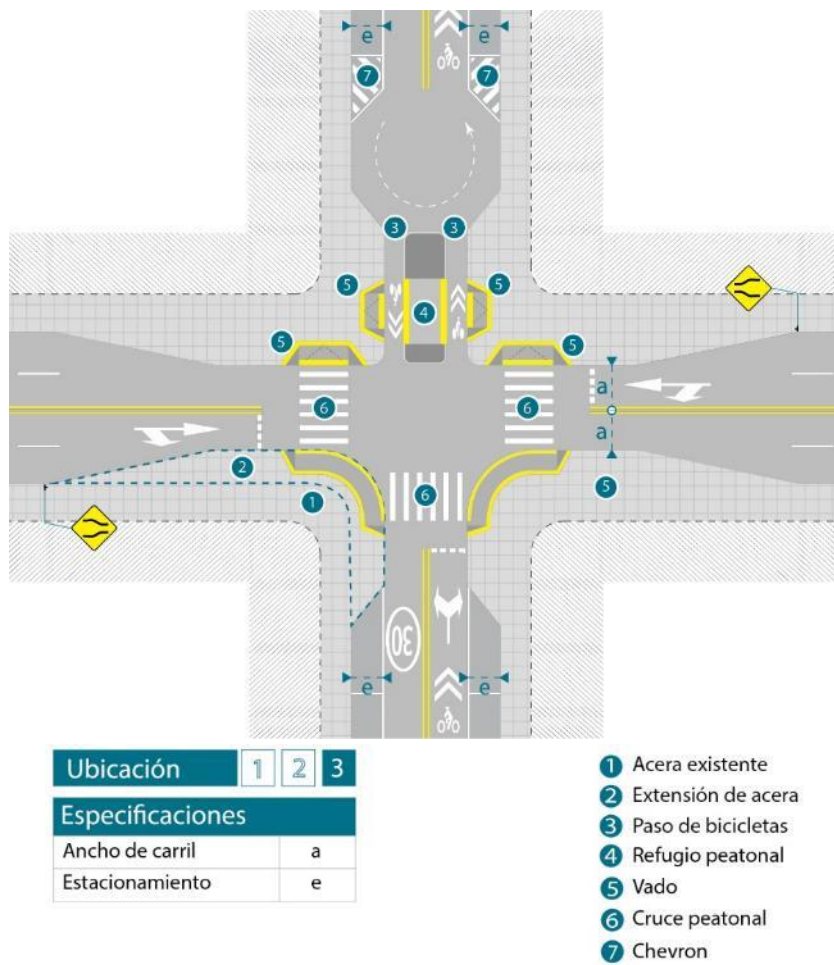 e e
7 7
3 3
5 5
4
5 5
a
6 6
a
2
1 6 5
30
e e
Ubicación 1 2 3
Especificaciones
Ancho de carril a
Estacionamiento e
1 Acera existente
2 Extensión de acera
3 Paso de bicicletas
4 Refugio peatonal
5 Vado
6 Cruce peatonal
7 Chevron